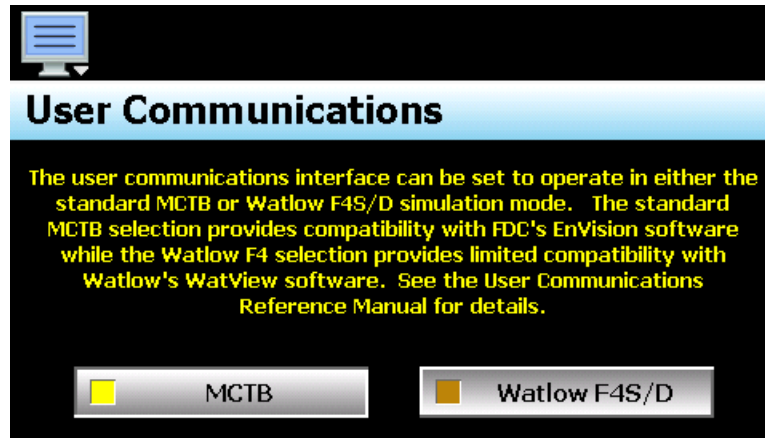 User Communications
The user communications interface can be set to operate in either the
standard MCTB or Watlow F4S/D simulation mode. The standard
MCTB selection provides compatibility with FDC's EnVision software
while the Watlow F4 selection provides limited compatibility with
Watlow's WatView software. See the User Communications
Reference Manual for details.
MCTB
Watlow F4S/D